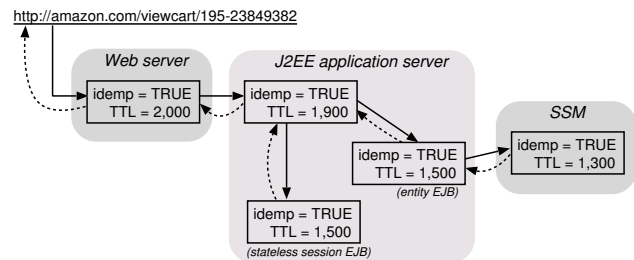 http://amazon.com/viewcart/195-23849382
Web server
J2EE application server
idemp = TRUE
TTL = 2,000
idemp = TRUE
TTL = 1,900
SSM
idemp = TRUE
TTL = 1,300
idemp = TRUE
TTL = 1,500
(entity EJB)
idemp = TRUE
TTL = 1,500
(stateless session EJB)